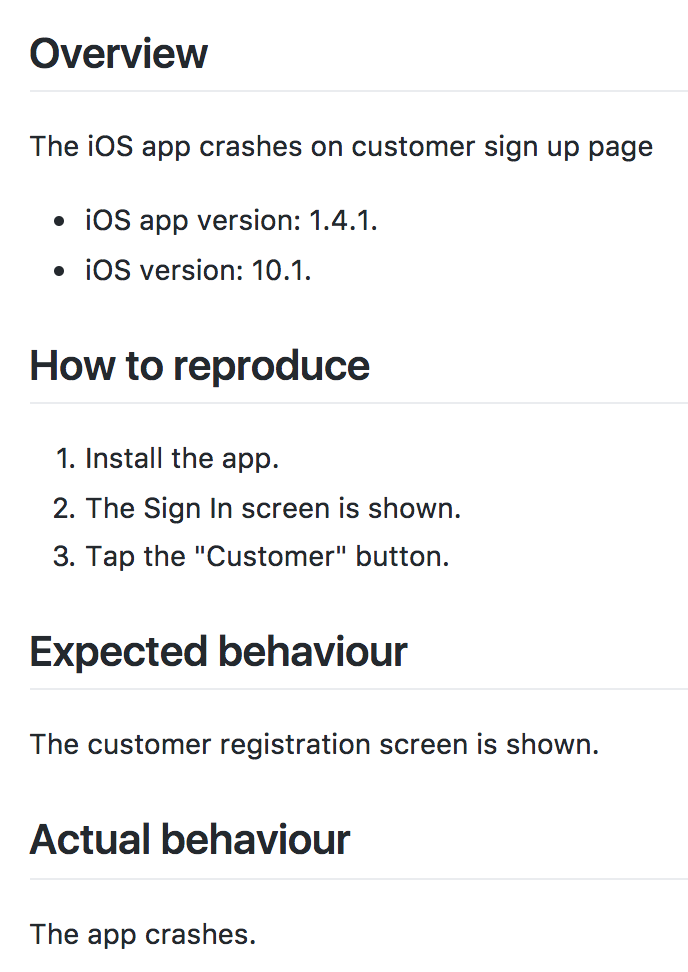 Overview
The iOS app crashes on customer sign up page
• iOS app version: 1.4.1.
• iOS version: 10.1.
How to reproduce
1. Install the app.
2. The Sign In screen is shown.
3. Tap the "Customer" button.
Expected behaviour
The customer registration screen is shown.
Actual behaviour
The app crashes.